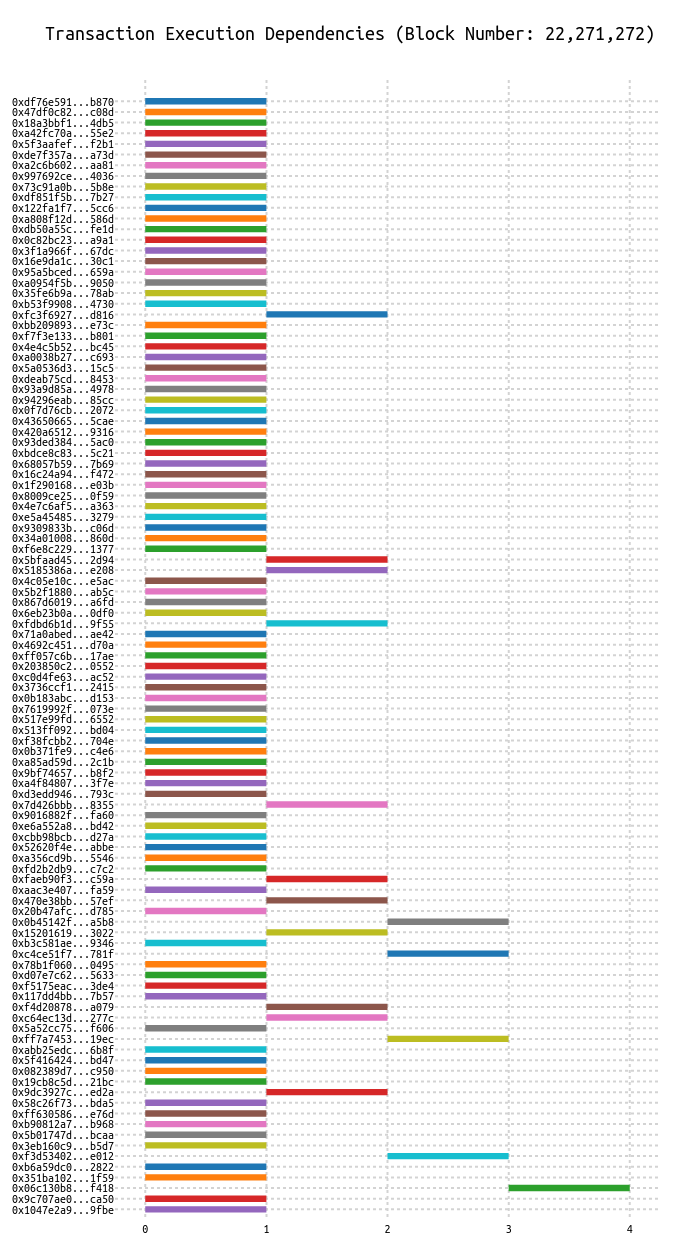 Transaction Execution Dependencies (Block Number: 22,271,272)
0xdf76e591...b870
0x47df0c82...c08d
0x18a3bbf1...4db5
0xa42fc70a...55e2
0x5f3aafef...f2b1
0xde7f357a...a73d
0xa2c6b602...aa81
0x997692ce...4036
0x73c91a0b...5b8e
0xdf851f5b...7b27
0x122fa1f7...5cc6
0xa808f12d...586d
0xdb50a55c...fe1d
0x0c82bc23...a9a1
0x3f1a966f...67dc
0x16e9da1c...30c1
0x95a5bced...659a
0xa0954f5b...9050
0x35fe6b9a...78ab
0xb53f9908...4730
0xfc3f6927...d816
0xbb209893...e73c
0xf7f3e133...b801
0x4e4c5b52...bc45
0xa0038b27...c693
0x5a0536d3...15c5
0xdeab75cd...8453
0x93a9d85a...4978
0x94296eab...85cc
0x0f7d76cb...2072
0x43650665...5cae
0x420a6512...9316
0x93ded384...5ac0
0xbdce8c83...5c21
0x68057b59...7b69
0x16c24a94...f472
0x1f290168...e03b
0x8009ce25...0f59
0x4e7c6af5...a363
0xe5a45485...3279
0x9309833b...c06d
0x34a01008...860d
0xf6e8c229...1377
0x5bfaad45...2d94
0x5185386a...e208
0x4c05e10c...e5ac
0x5b2f1880...ab5c
0x867d6019...a6fd
0x6eb23b0a...0df0
0xfdbd6b1d...9f55
0x71a0abed...ae42
0x4692c451...d70a
0xff057c6b...17ae
0x203850c2...0552
0xc0d4fe63...ac52
0x3736ccf1...2415
0x0b183abc...d153
0x7619992f...073e
0x517e99fd...6552
0x513ff092...bd04
0xf38fcbb2...704e
0x0b371fe9...c4e6
0xa85ad59d...2c1b
0x9bf74657...b8f2
0xa4f84807...3f7e
0xd3edd946...793c
0x7d426bbb...8355
0x9016882f...fa60
0xe6a552a8...bd42
0xcbb98bcb...d27a
0x52620f4e...abbe
0xa356cd9b...5546
0xfd2b2db9...c7c2
0xfaeb90f3...c59a
0xaac3e407...fa59
0x470e38bb...57ef
0x20b47afc...d785
0x0b45142f...a5b8
0x15201619...3022
0xb3c581ae...9346
0xc4ce51f7...781f
0x78b1f060...0495
0xd07e7c62...5633
0xf5175eac...3de4
0x117dd4bb...7b57
0xf4d20878...a079
0xc64ec13d...277c
0x5a52cc75...f606
0xff7a7453...19ec
0xabb25edc...6b8f
0x5f416424...bd47
0x082389d7...c950
0x19cb8c5d...21bc
0x9dc3927c...ed2a
0x58c26f73...bda5
0xff630586...e76d
0xb90812a7...b968
0x5b01747d...bcaa
0x3eb160c9...b5d7
0xf3d53402...e012
0xb6a59dc0...2822
0x351ba102...1f59
0x06c130b8...f418
0x9c707ae0...ca50
0x1047e2a9...9fbe
0 1 2 3 4